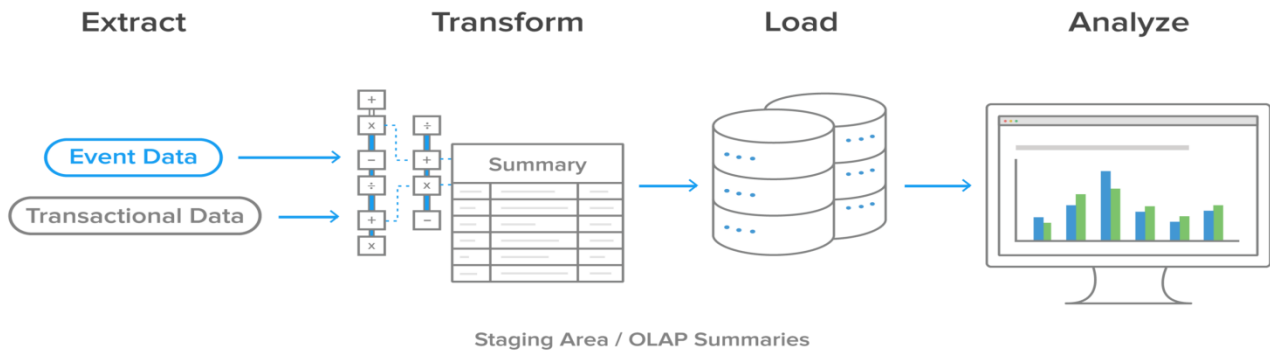 Extract
Transform
Load
Analyze
+
×
−
÷
+
×
÷
+
×
−
Event Data
Transactional Data
Summary
Staging Area / OLAP Summaries